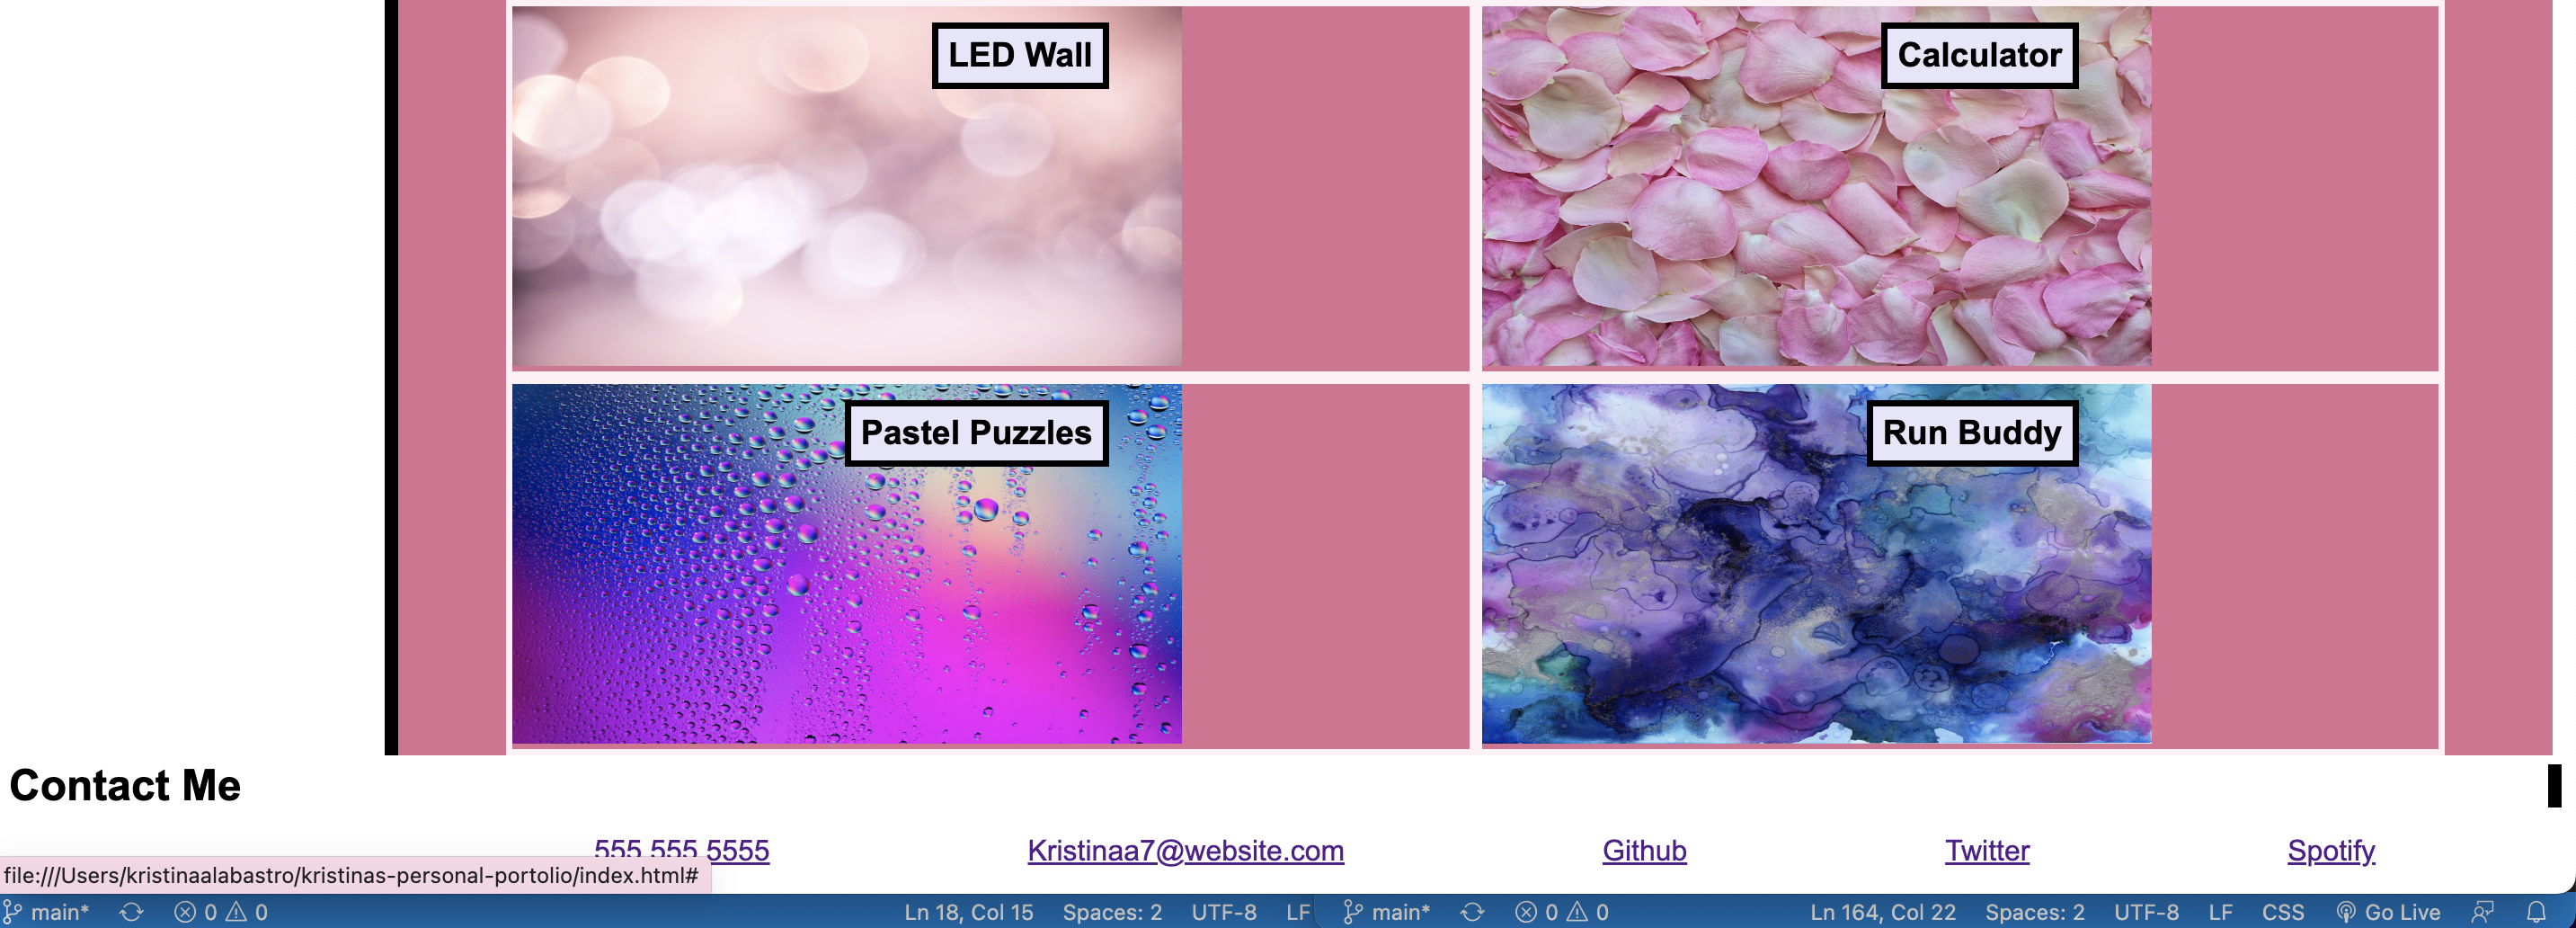 LED Wall
Calculator
Pastel Puzzles
Run Buddy
Contact Me
555 555 5555
Kristinaa7@website.com
Github
Twitter
Spotify
file:///Users/kristinaalabastro/kristinas-personal-portolio/index.html#
main* 0 0 Ln 18, Col 15 Spaces: 2 UTF-8 LF
main* 0 0 Ln 164, Col 22 Spaces: 2 UTF-8 LF CSS Go Live